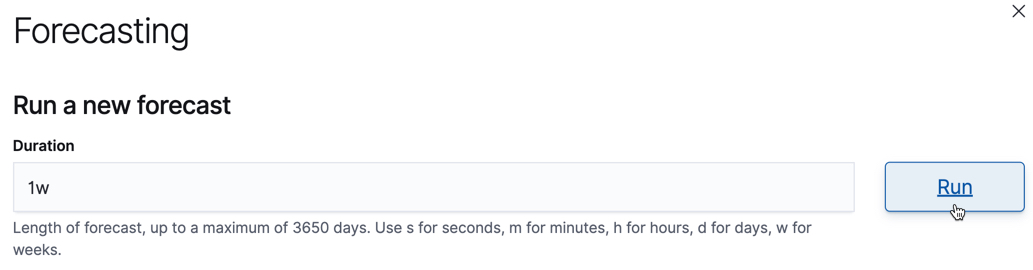 Forecasting
Run a new forecast
Duration
1w
Run
Length of forecast, up to a maximum of 3650 days. Use s for seconds, m for minutes, h for hours, d for days, w for
weeks.